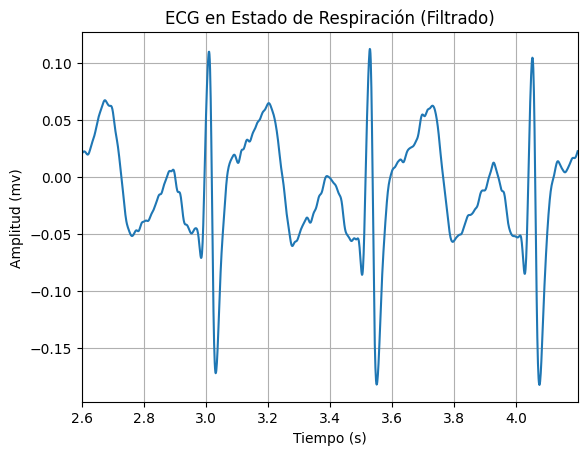 ECG en Estado de Respiración (Filtrado)
Amplitud (mv)
0.10
0.05
0.00
−0.05
−0.10
−0.15
2.6 2.8 3.0 3.2 3.4 3.6 3.8 4.0
Tiempo (s)